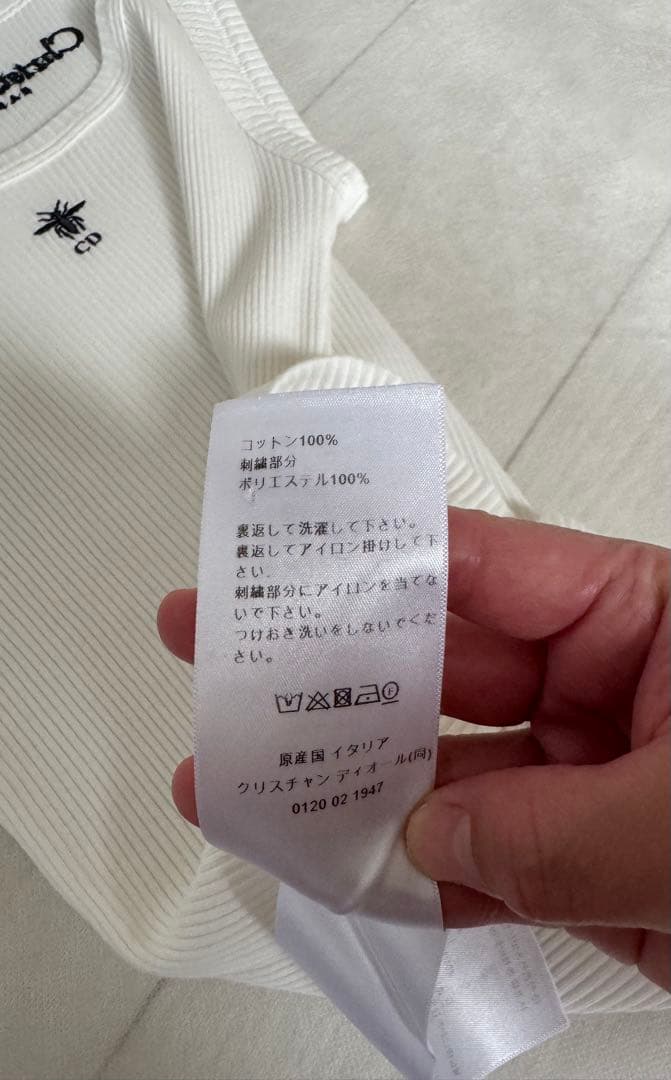 CD
コットン100%
刺繍部分
ポリエステル100%
裏返して洗濯して下さい。
裏返してアイロン掛けして下
さい。
刺繍部分にアイロンを当てな
いで下さい。
つけおき洗いをしないでくだ
さい。
F
原産国 イタリア
クリスチャン ディオール(同)
0120 02 1947